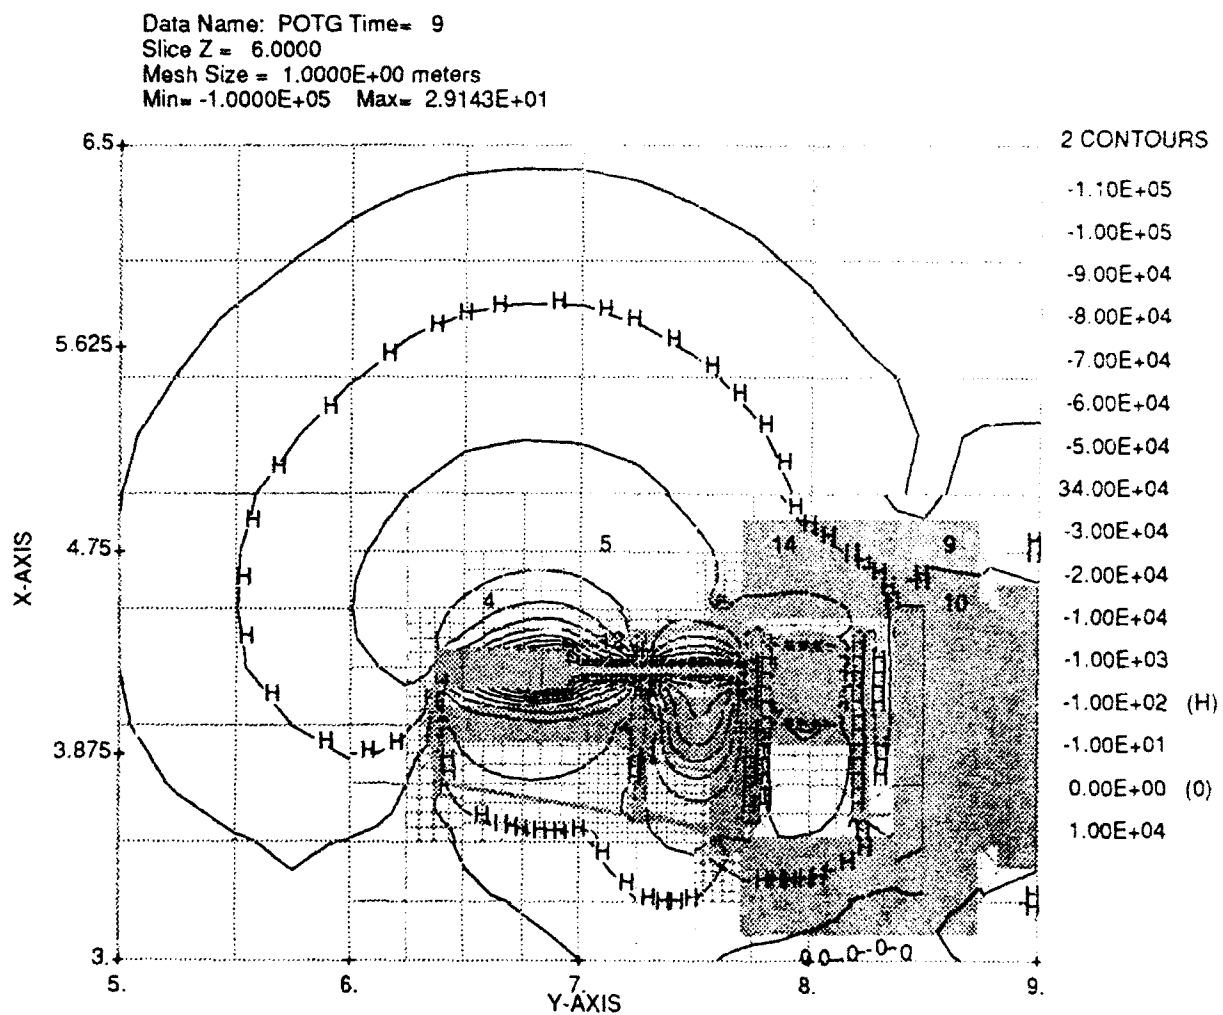 Data Name: POTG Time= 9
Slice Z = 6.0000
Mesh Size = 1.0000E+00 meters
Min= -1.0000E+05 Max= 2.9143E+01
2 CONTOURS
-1.10E+05
-1.00E+05
-9.00E+04
-8.00E+04
-7.00E+04
-6.00E+04
-5.00E+04
34.00E+04
-3.00E+04
-2.00E+04
-1.00E+04
-1.00E+03
-1.00E+02 (H)
-1.00E+01
0.00E+00 (0)
1.00E+04
6.5
5.625
4.75
3.875
3.
X-AXIS
5. 6. 7. 8. 9.
Y-AXIS
5
14
9
4
10
12